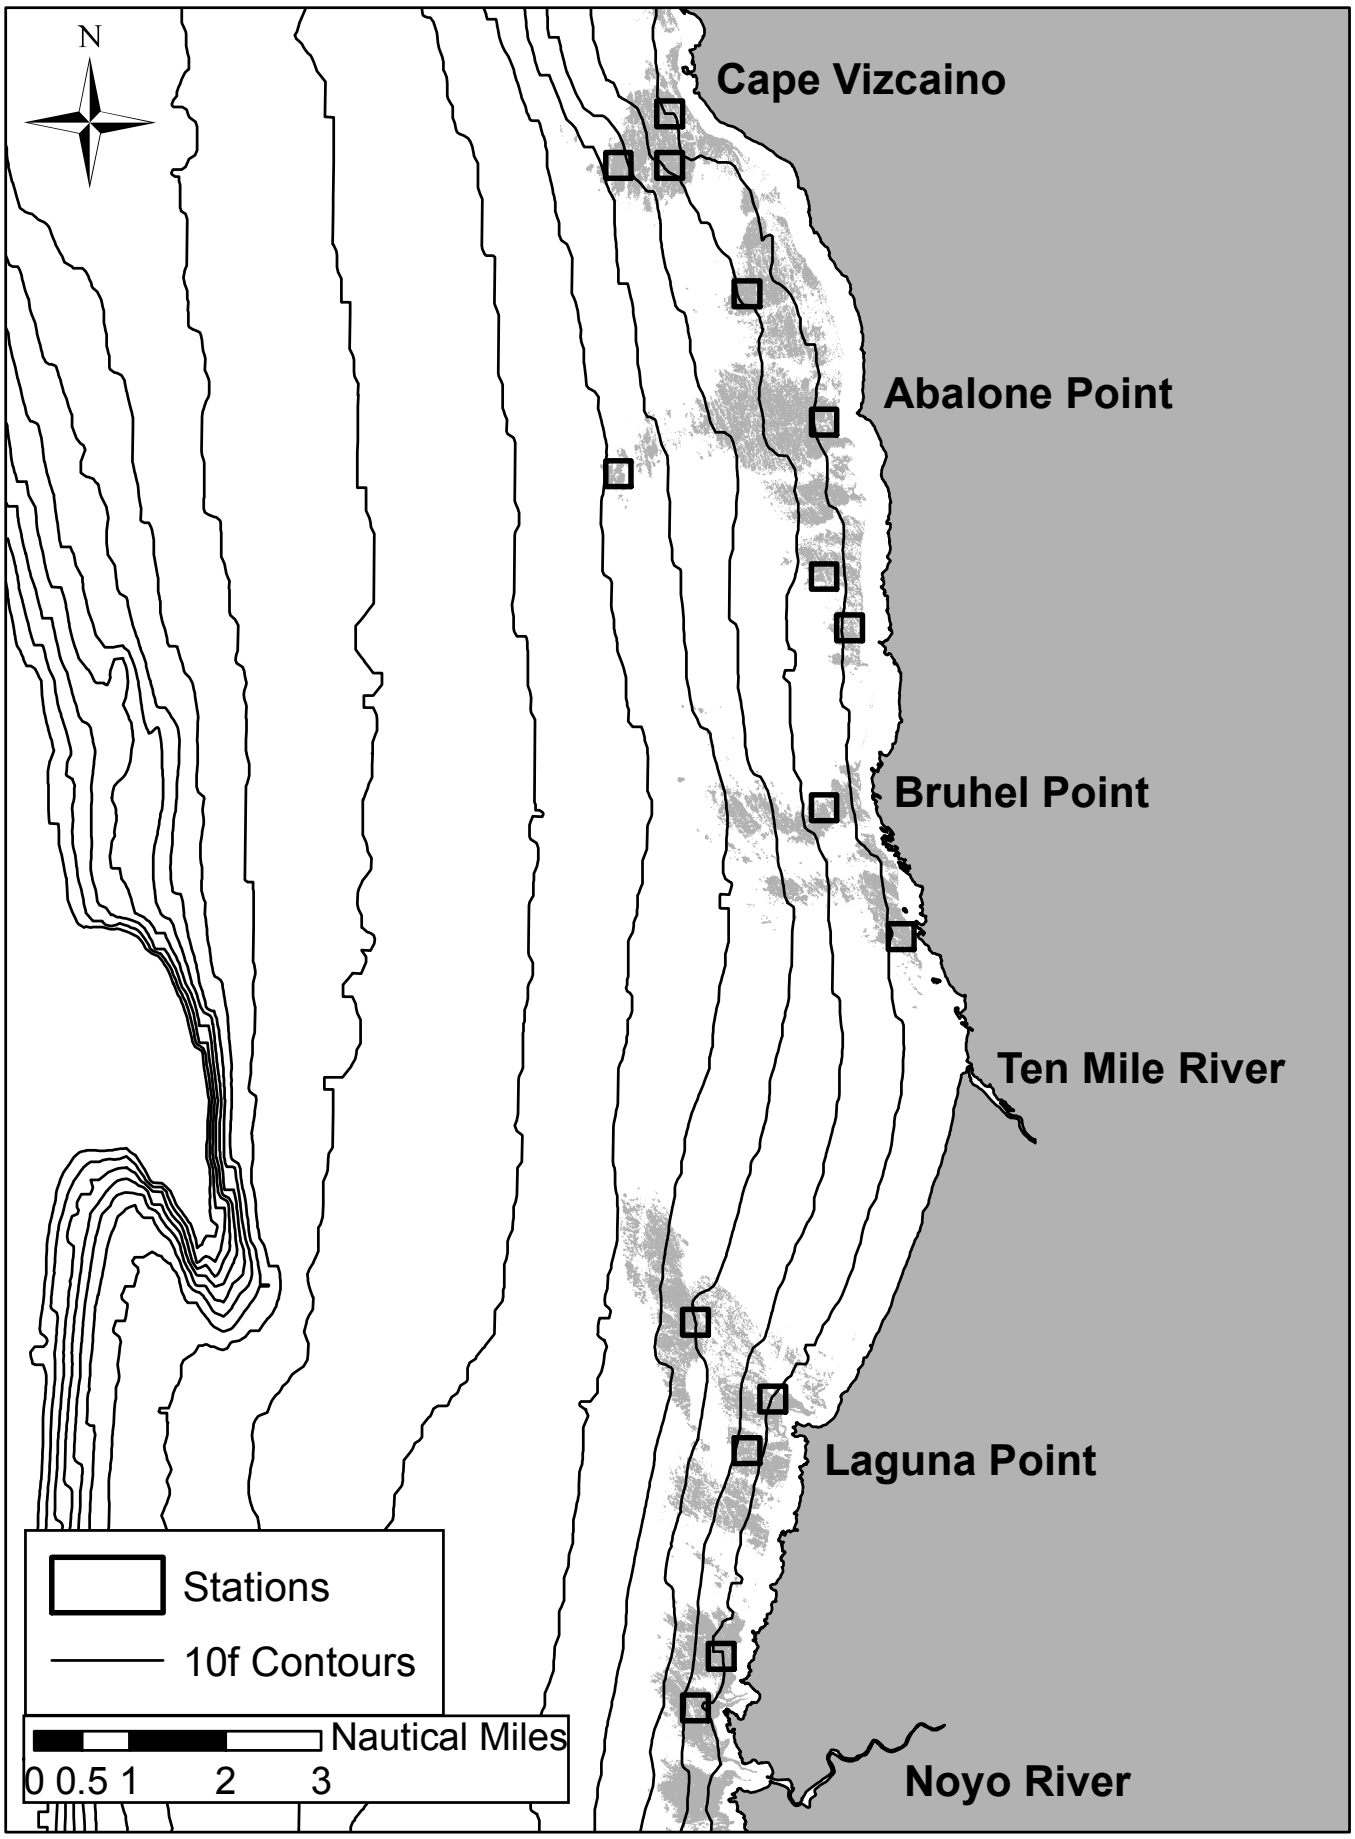 N
Cape Vizcaino
Abalone Point
Bruhel Point
Ten Mile River
Laguna Point
Stations
10f Contours
Nautical Miles
0 0.5 1 2 3
Noyo River